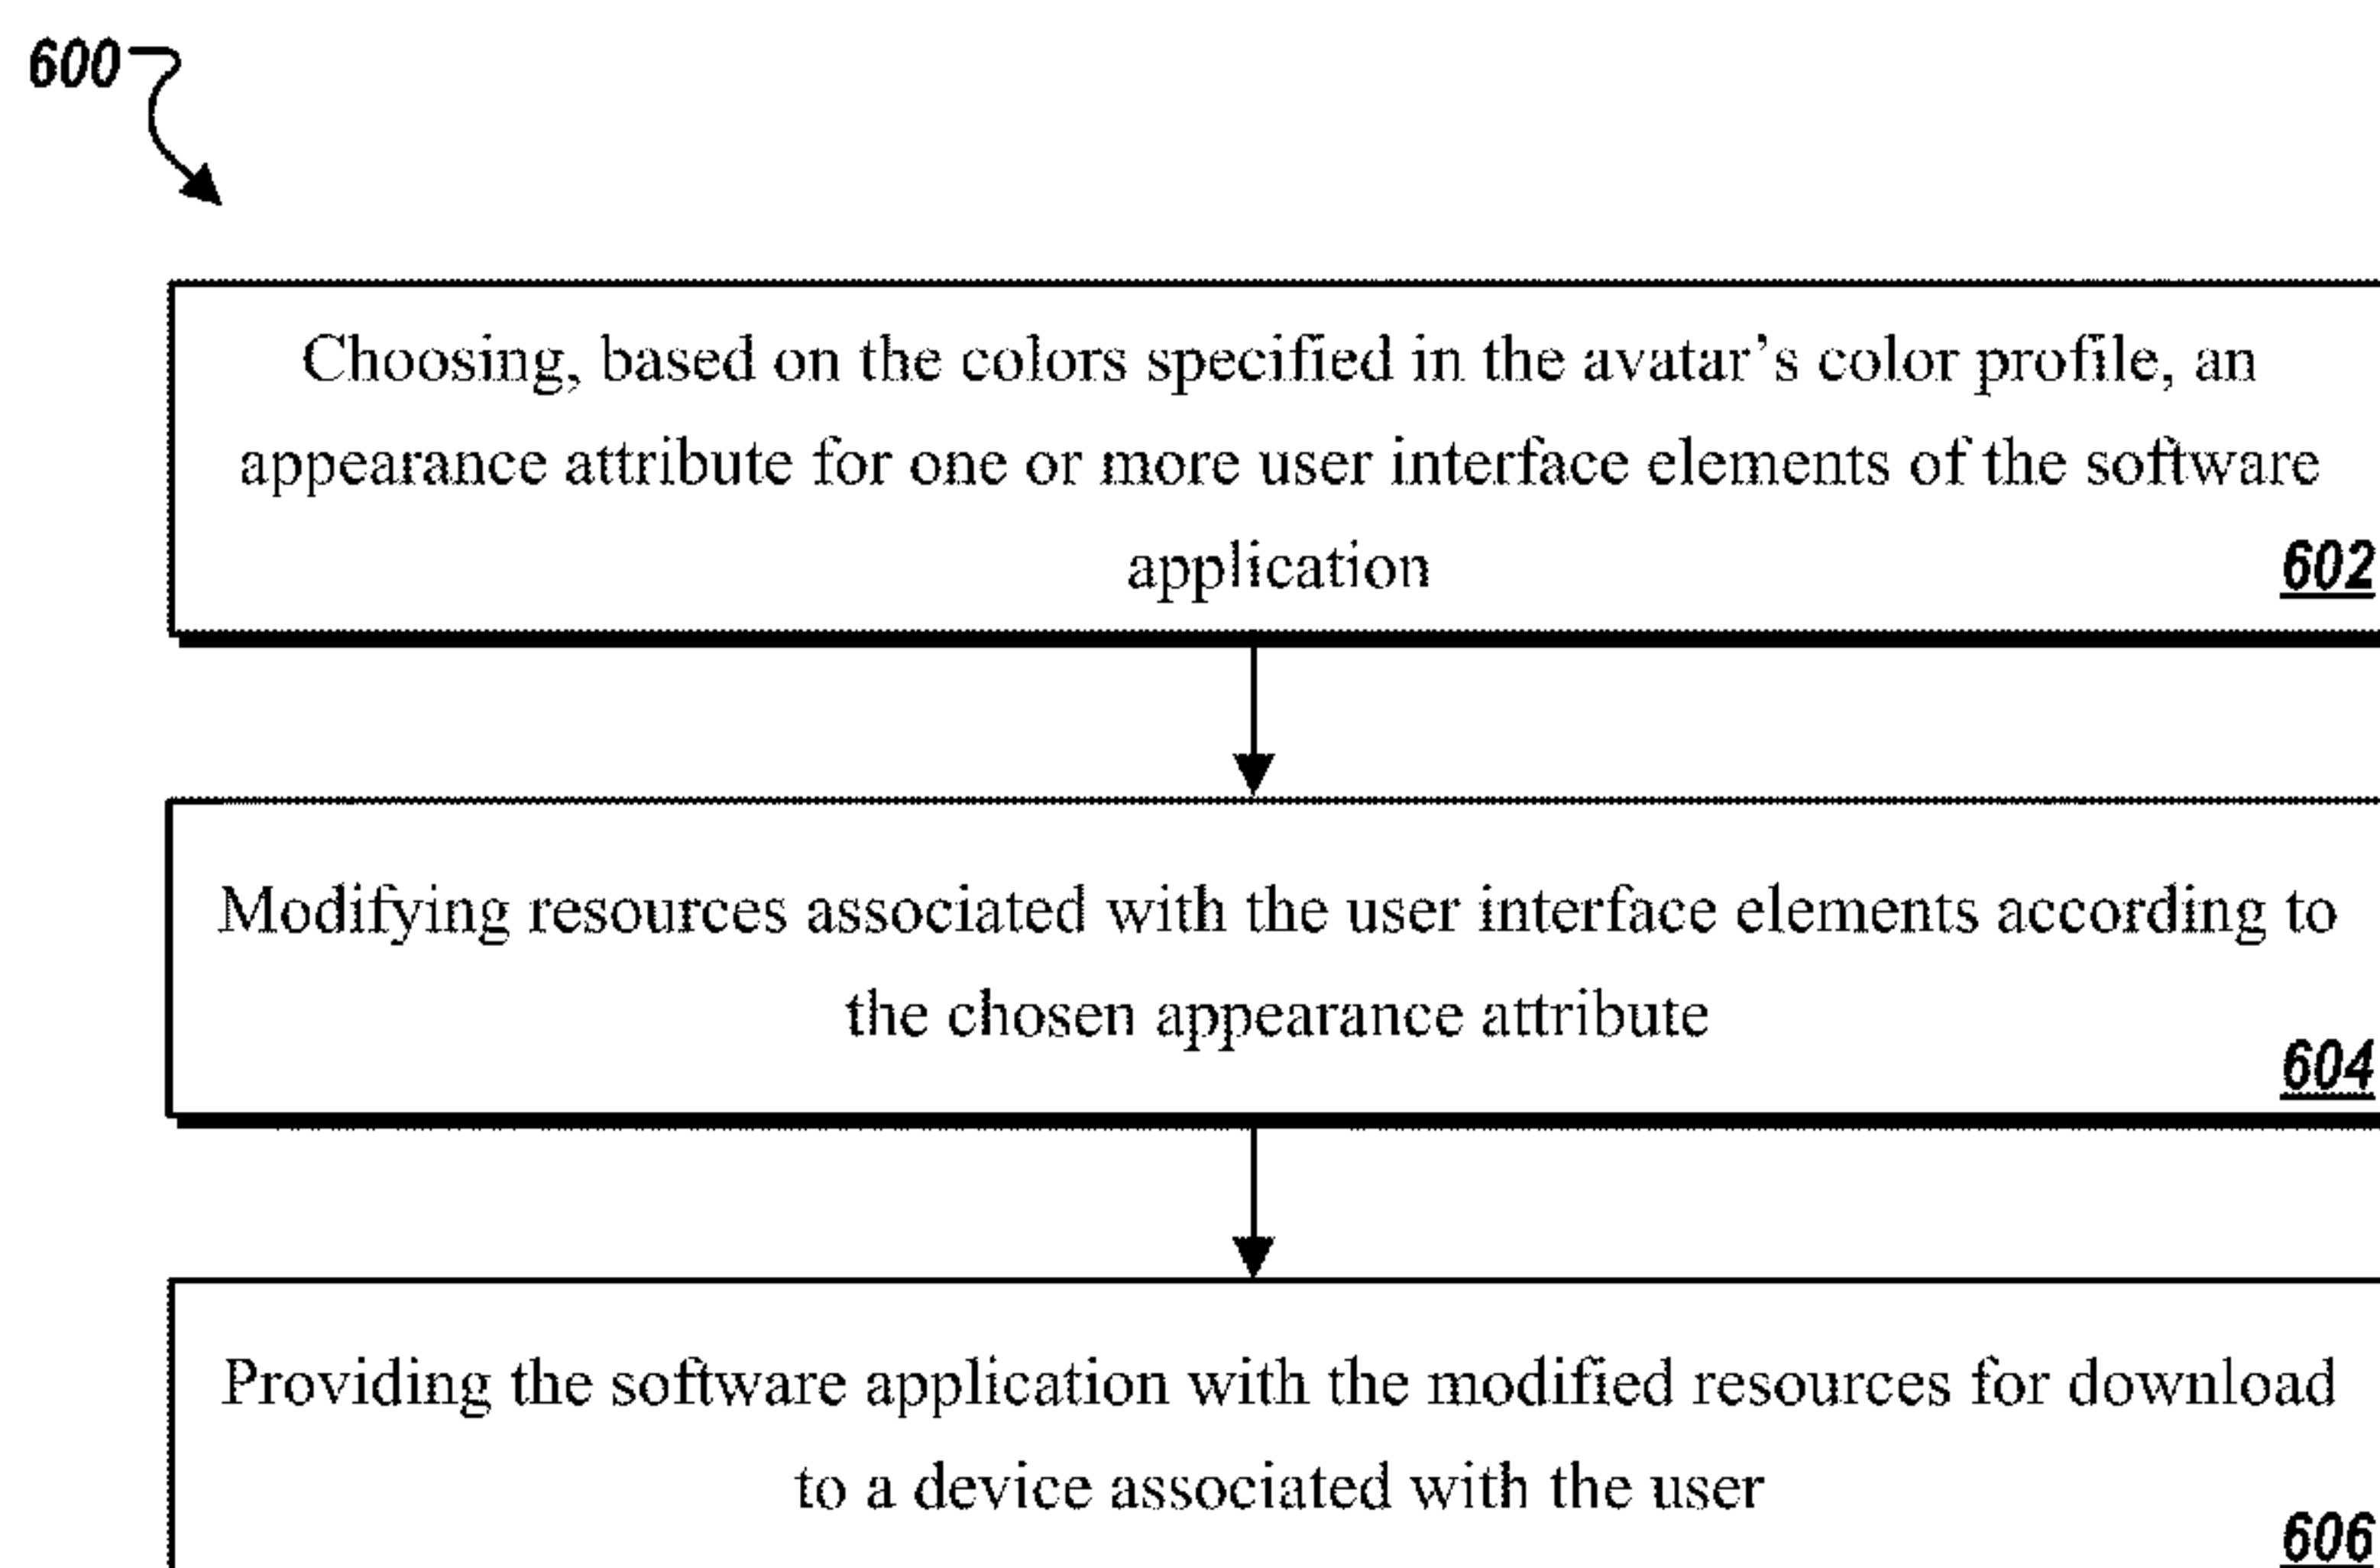 600
Choosing, based on the colors specified in the avatar’s color profile, an
appearance attribute for one or more user interface elements of the software
application
602
Modifying resources associated with the user interface elements according to
the chosen appearance attribute
604
Providing the software application with the modified resources for download
to a device associated with the user
606